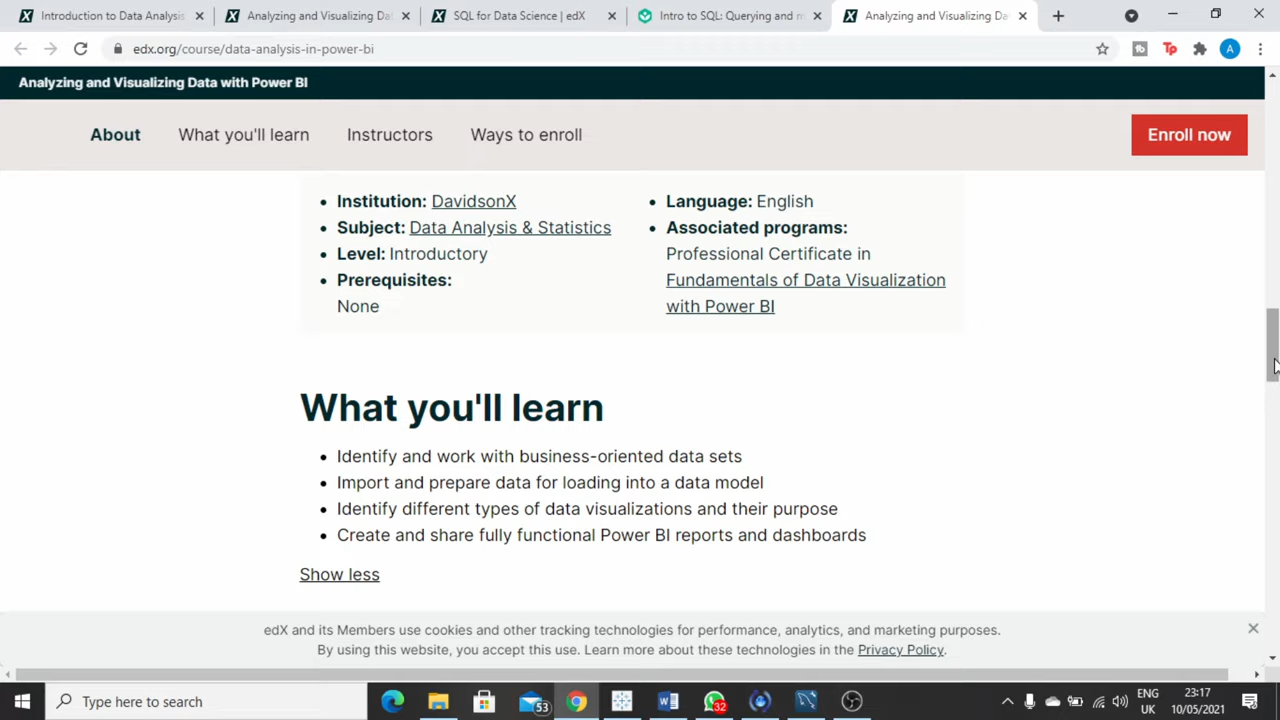 Introduction to Data Analysis
Analyzing and Visualizing Da
SQL for Data Science | edX
Intro to SQL: Querying and m
Analyzing and Visualizing Da
edx.org/course/data-analysis-in-power-bi
A
Analyzing and Visualizing Data with Power BI
About
What you'll learn
Instructors
Ways to enroll
Enroll now
Institution: DavidsonX
Subject: Data Analysis & Statistics
Level: Introductory
Prerequisites:
None
Language: English
Associated programs:
Professional Certificate in
Fundamentals of Data Visualization
with Power BI
What you'll learn
Identify and work with business-oriented data sets
Import and prepare data for loading into a data model
Identify different types of data visualizations and their purpose
Create and share fully functional Power BI reports and dashboards
Show less
edX and its Members use cookies and other tracking technologies for performance, analytics, and marketing purposes.
By using this website, you accept this use. Learn more about these technologies in the Privacy Policy.
Type here to search
53
32
ENG
UK
23:17
10/05/2021